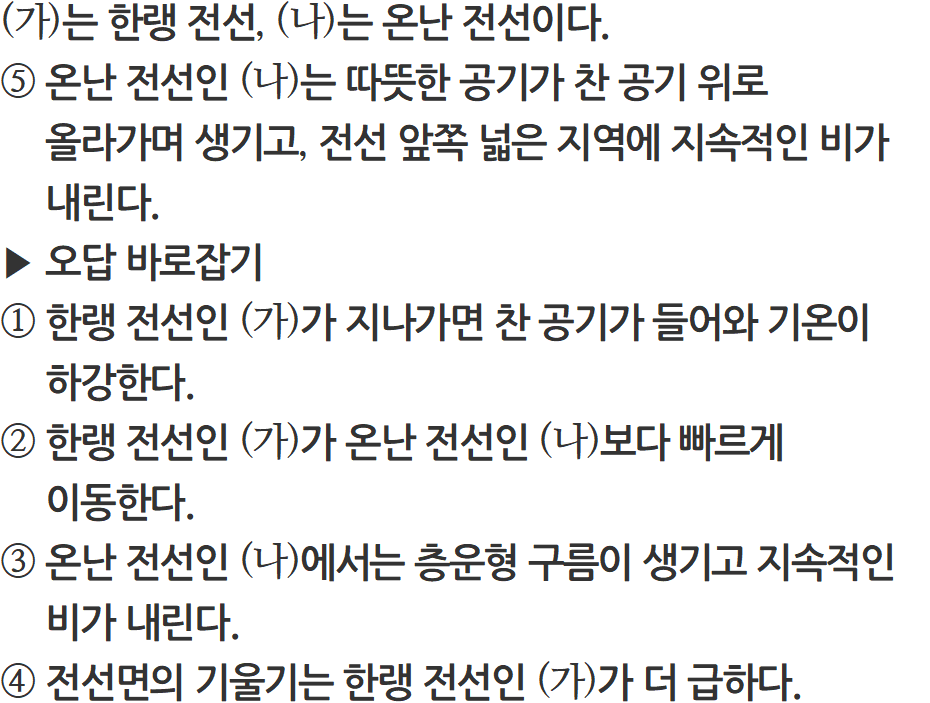 (가)는 한랭 전선, (나)는 온난 전선이다.
⑤ 온난 전선인 (나)는 따뜻한 공기가 찬 공기 위로
올라가며 생기고, 전선 앞쪽 넓은 지역에 지속적인 비가
내린다.
▶ 오답 바로잡기
① 한랭 전선인 (가)가 지나가면 찬 공기가 들어와 기온이
하강한다.
② 한랭 전선인 (가)가 온난 전선인 (나)보다 빠르게
이동한다.
③ 온난 전선인 (나)에서는 층운형 구름이 생기고 지속적인
비가 내린다.
④ 전선면의 기울기는 한랭 전선인 (가)가 더 급하다.